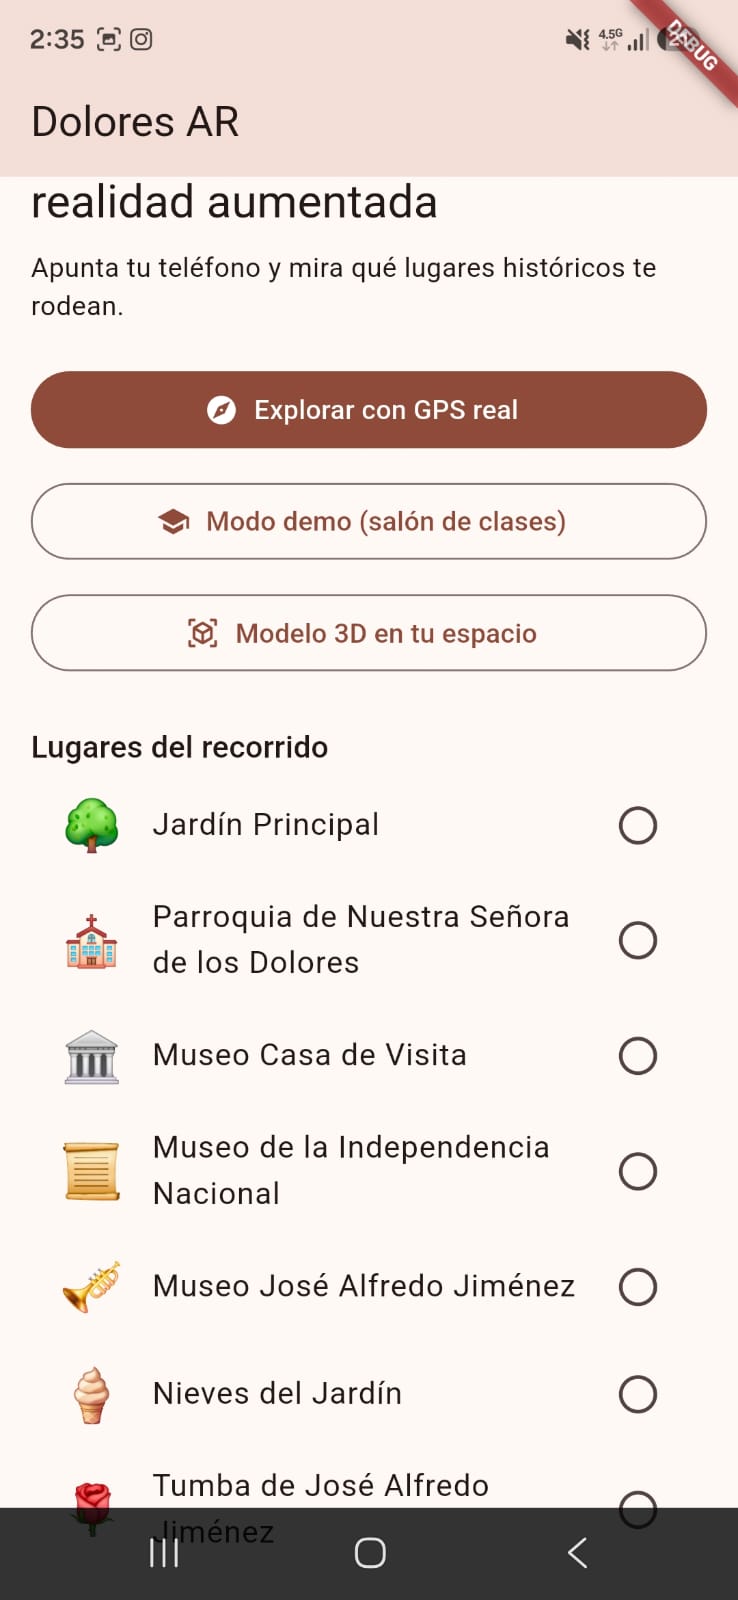 2:35
4.5G
DEBUG
Dolores AR
realidad aumentada
Apunta tu teléfono y mira qué lugares históricos te
rodean.
Explorar con GPS real
Modo demo (salón de clases)
Modelo 3D en tu espacio
Lugares del recorrido
Jardín Principal
Parroquia de Nuestra Señora
de los Dolores
Museo Casa de Visita
Museo de la Independencia
Nacional
Museo José Alfredo Jiménez
Nieves del Jardín
Tumba de José Alfredo
Jiménez